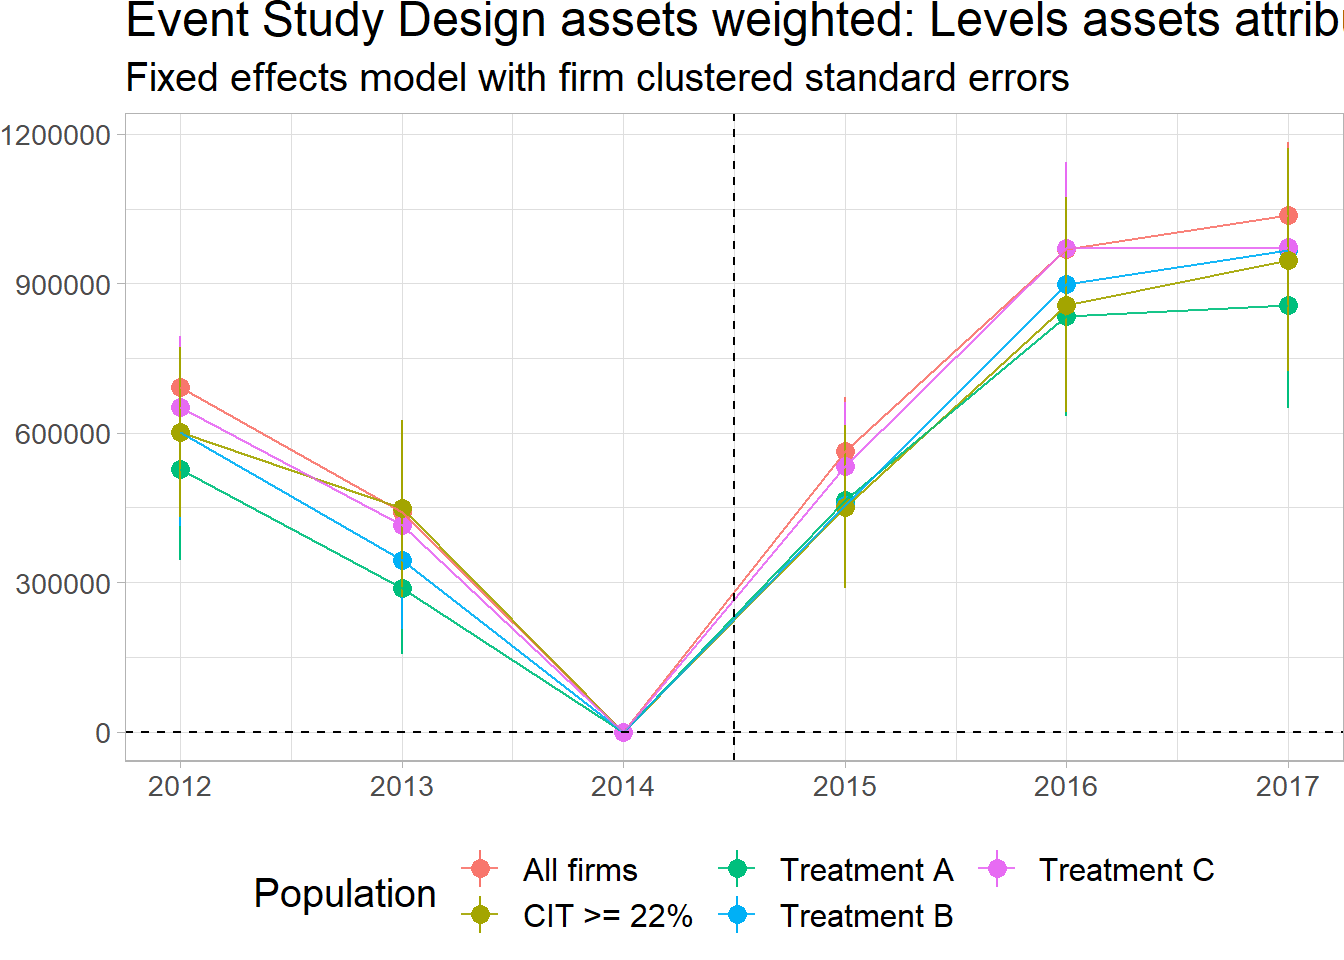 Event Study Design assets weighted: Levels assets
Fixed effects model with firm clustered standard errors
1200000
900000
600000
300000
0
2012 2013 2014 2015 2016 2017
Population
All firms Treatment A Treatment C
CIT >= 22% Treatment B